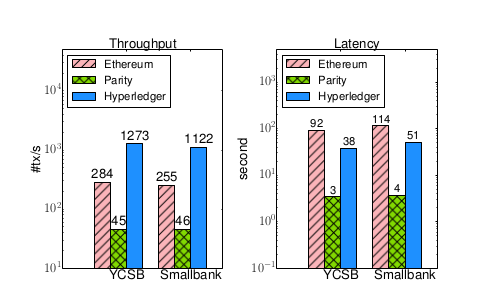 Throughput
Ethereum
Parity
Hyperledger
10^4
10^3
10^2
10^1
#tx/s
284
45
1273
255
46
1122
YCSB
Smallbank
Latency
Ethereum
Parity
Hyperledger
10^3
10^2
10^1
10^0
10^−1
second
92
3
38
114
4
51
YCSB
Smallbank